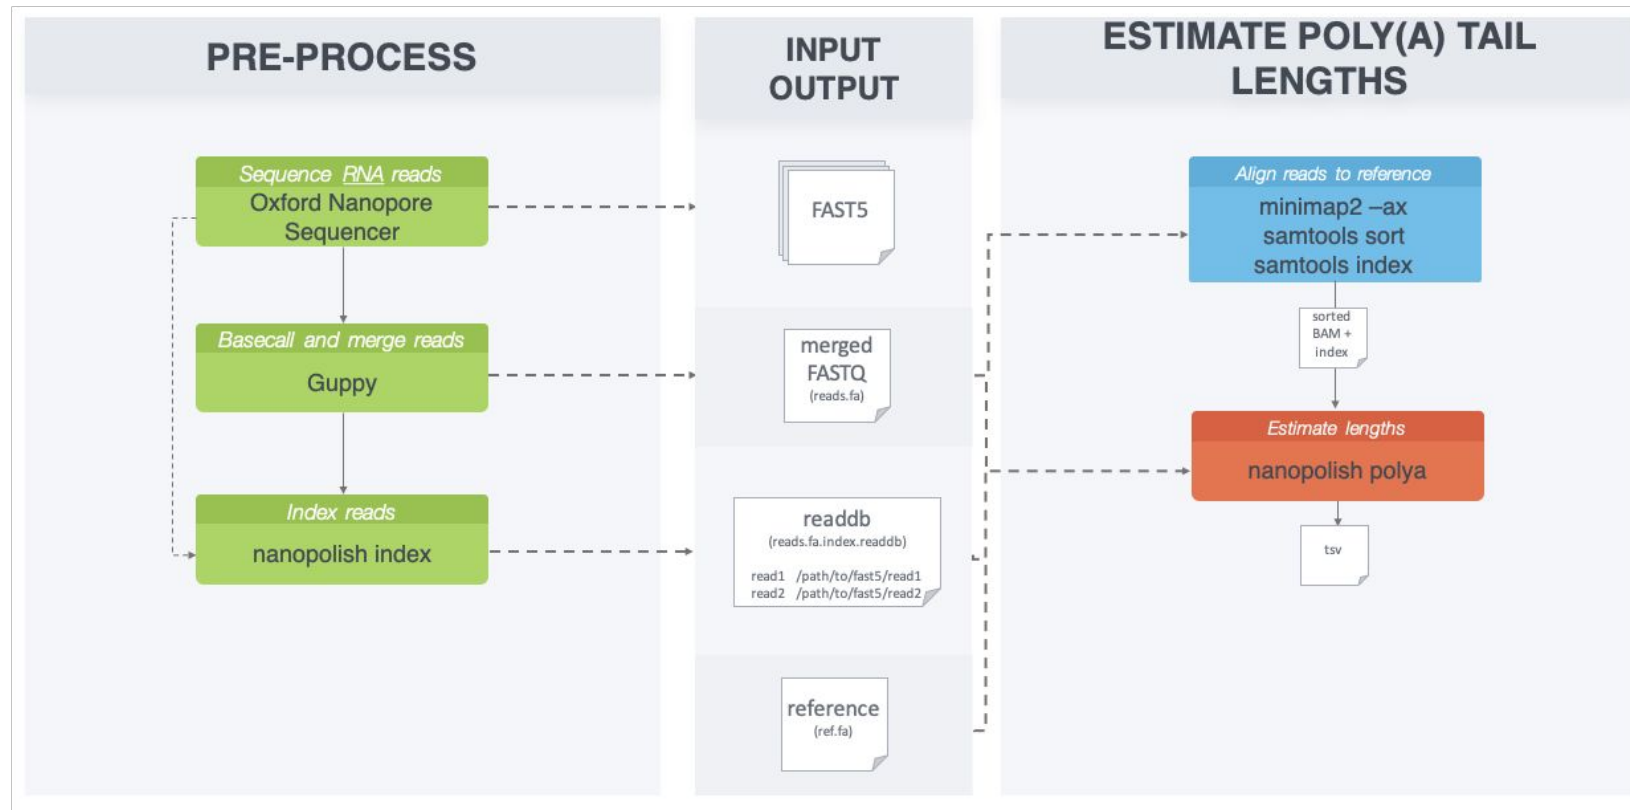 PRE-PROCESS
Sequence RNA reads
Oxford Nanopore
Sequencer
Basecall and merge reads
Guppy
Index reads
nanopolish index
INPUT
OUTPUT
FAST5
merged
FASTQ
(reads.fa)
readdb
(reads.fa.index.readdb)
read1 /path/to/fast5/read1
read2 /path/to/fast5/read2
reference
(ref.fa)
ESTIMATE POLY(A) TAIL
LENGTHS
Align reads to reference
minimap2 –ax
samtools sort
samtools index
sorted
BAM +
index
Estimate lengths
nanopolish polya
tsv